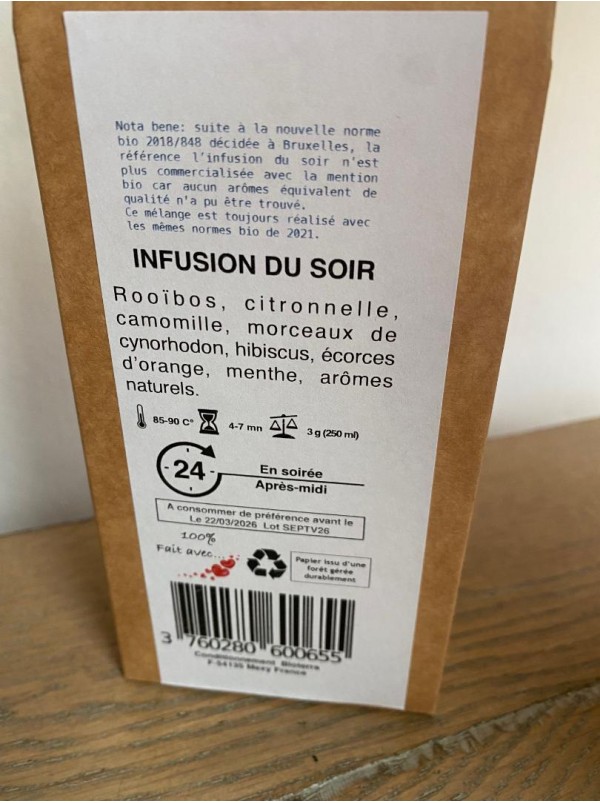 Nota bene: suite à la nouvelle norme
bio 2018/848 décidée à Bruxelles, la
référence l'infusion du soir n'est
plus commercialisée avec la mention
bio car aucun arômes équivalent de
qualité n'a pu être trouvé.
Ce mélange est toujours réalisé avec
les mêmes normes bio de 2021.
INFUSION DU SOIR
Rooïbos, citronnelle,
camomille, morceaux de
cynorhodon, hibiscus, écorces
d'orange, menthe, arômes
naturels.
85-90 C° 4-7 mn 3 g (250 ml)
24
En soirée
Après-midi
A consommer de préférence avant le
Le 22/03/2026 Lot SEPTV26
100%
Fait avec...
Papier issu d'une
forêt gérée
durablement
3 760280 600655
Conditionnement Bioterra
F-54135 Mexy France